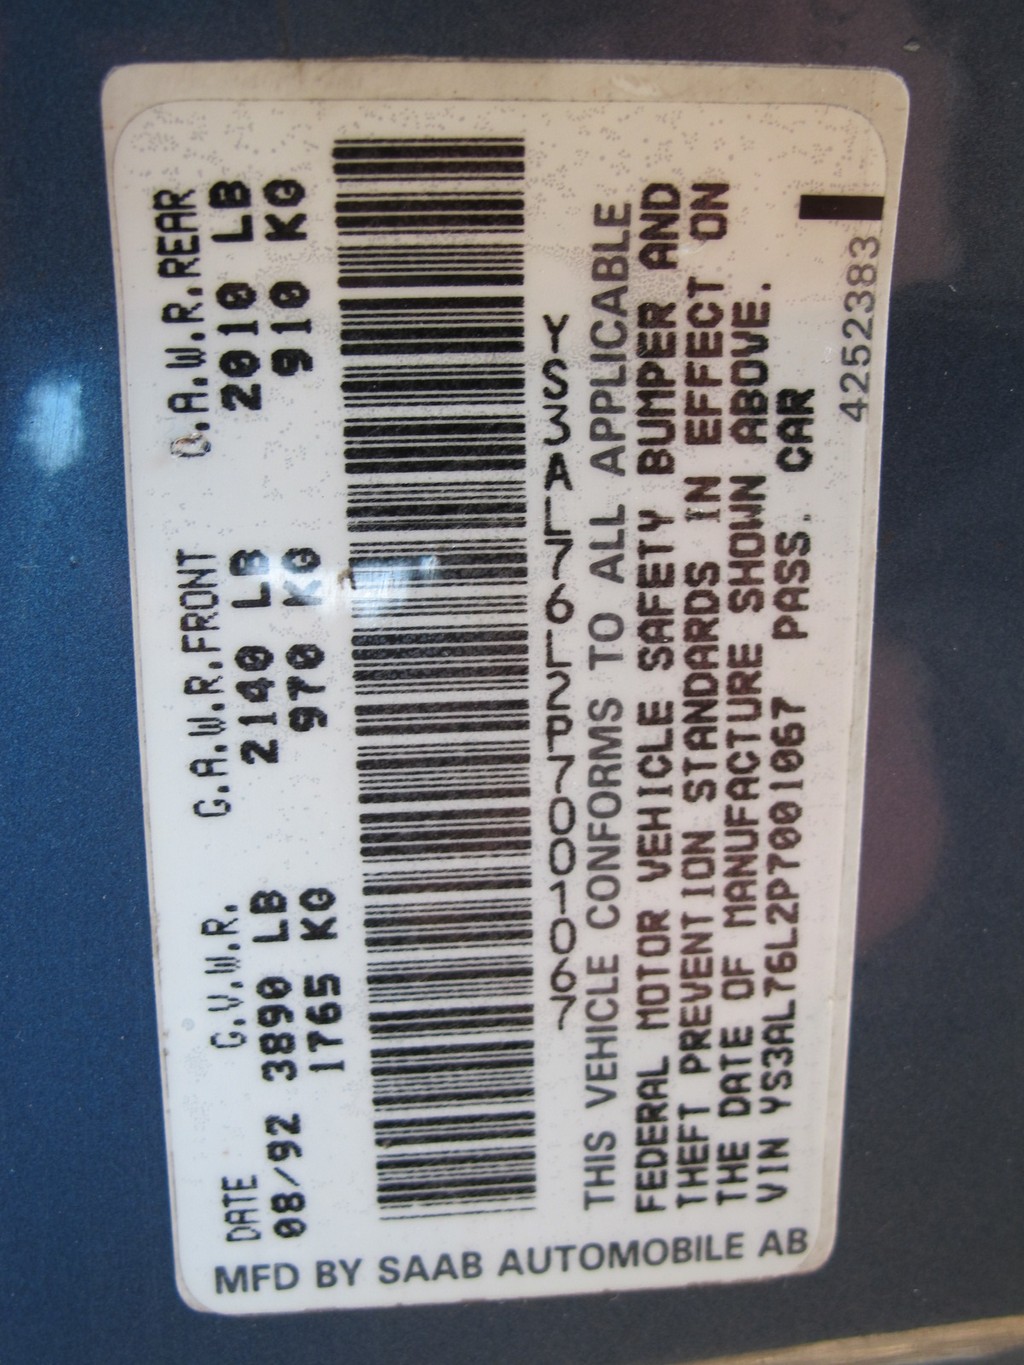 MFD BY SAAB AUTOMOBILE AB
DATE G.V.W.R. G.A.W.R.FRONT G.A.W.R.REAR
08/92 3890 LB 2140 LB 2010 LB
1765 KG 970 KG 910 KG
YS3AL76L2P7001067
THIS VEHICLE CONFORMS TO ALL APPLICABLE
FEDERAL MOTOR VEHICLE SAFETY BUMPER AND
THEFT PREVENTION STANDARDS IN EFFECT ON
THE DATE OF MANUFACTURE SHOWN ABOVE.
VIN YS3AL76L2P7001067 PASS. CAR
4252383